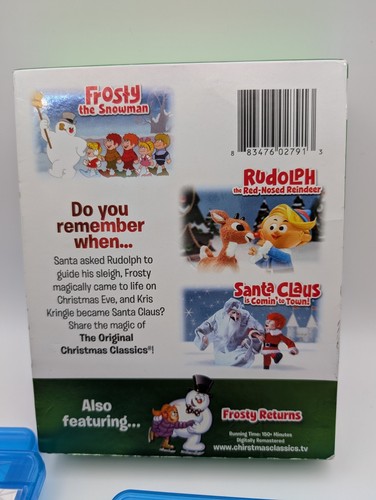 Frosty
the Snowman
8 83476 02791 3
RUDOLPH
the Red-Nosed Reindeer
Do you
remember
when...
Santa asked Rudolph to
guide his sleigh, Frosty
magically came to life on
Christmas Eve, and Kris
Kringle became Santa Claus?
Share the magic of
The Original
Christmas Classics®!
Santa Claus
is Comin' to Town!
Also
featuring...
Frosty Returns
Running Time: 150+ Minutes
Digitally Remastered
www.chirstmasclassics.tv